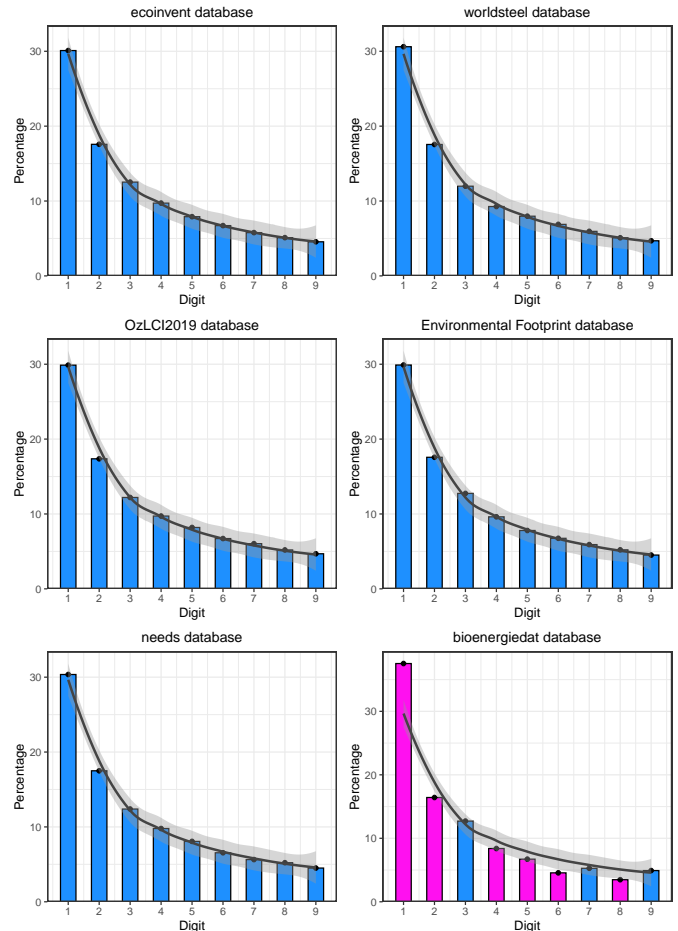 ecoinvent database
30
20
10
0
Percentage
1 2 3 4 5 6 7 8 9
Digit
worldsteel database
30
20
10
0
Percentage
1 2 3 4 5 6 7 8 9
Digit
OzLCI2019 database
30
20
10
0
Percentage
1 2 3 4 5 6 7 8 9
Digit
Environmental Footprint database
30
20
10
0
Percentage
1 2 3 4 5 6 7 8 9
Digit
needs database
30
20
10
0
Percentage
1 2 3 4 5 6 7 8 9
Digit
bioenergiedat database
30
20
10
0
Percentage
1 2 3 4 5 6 7 8 9
Digit